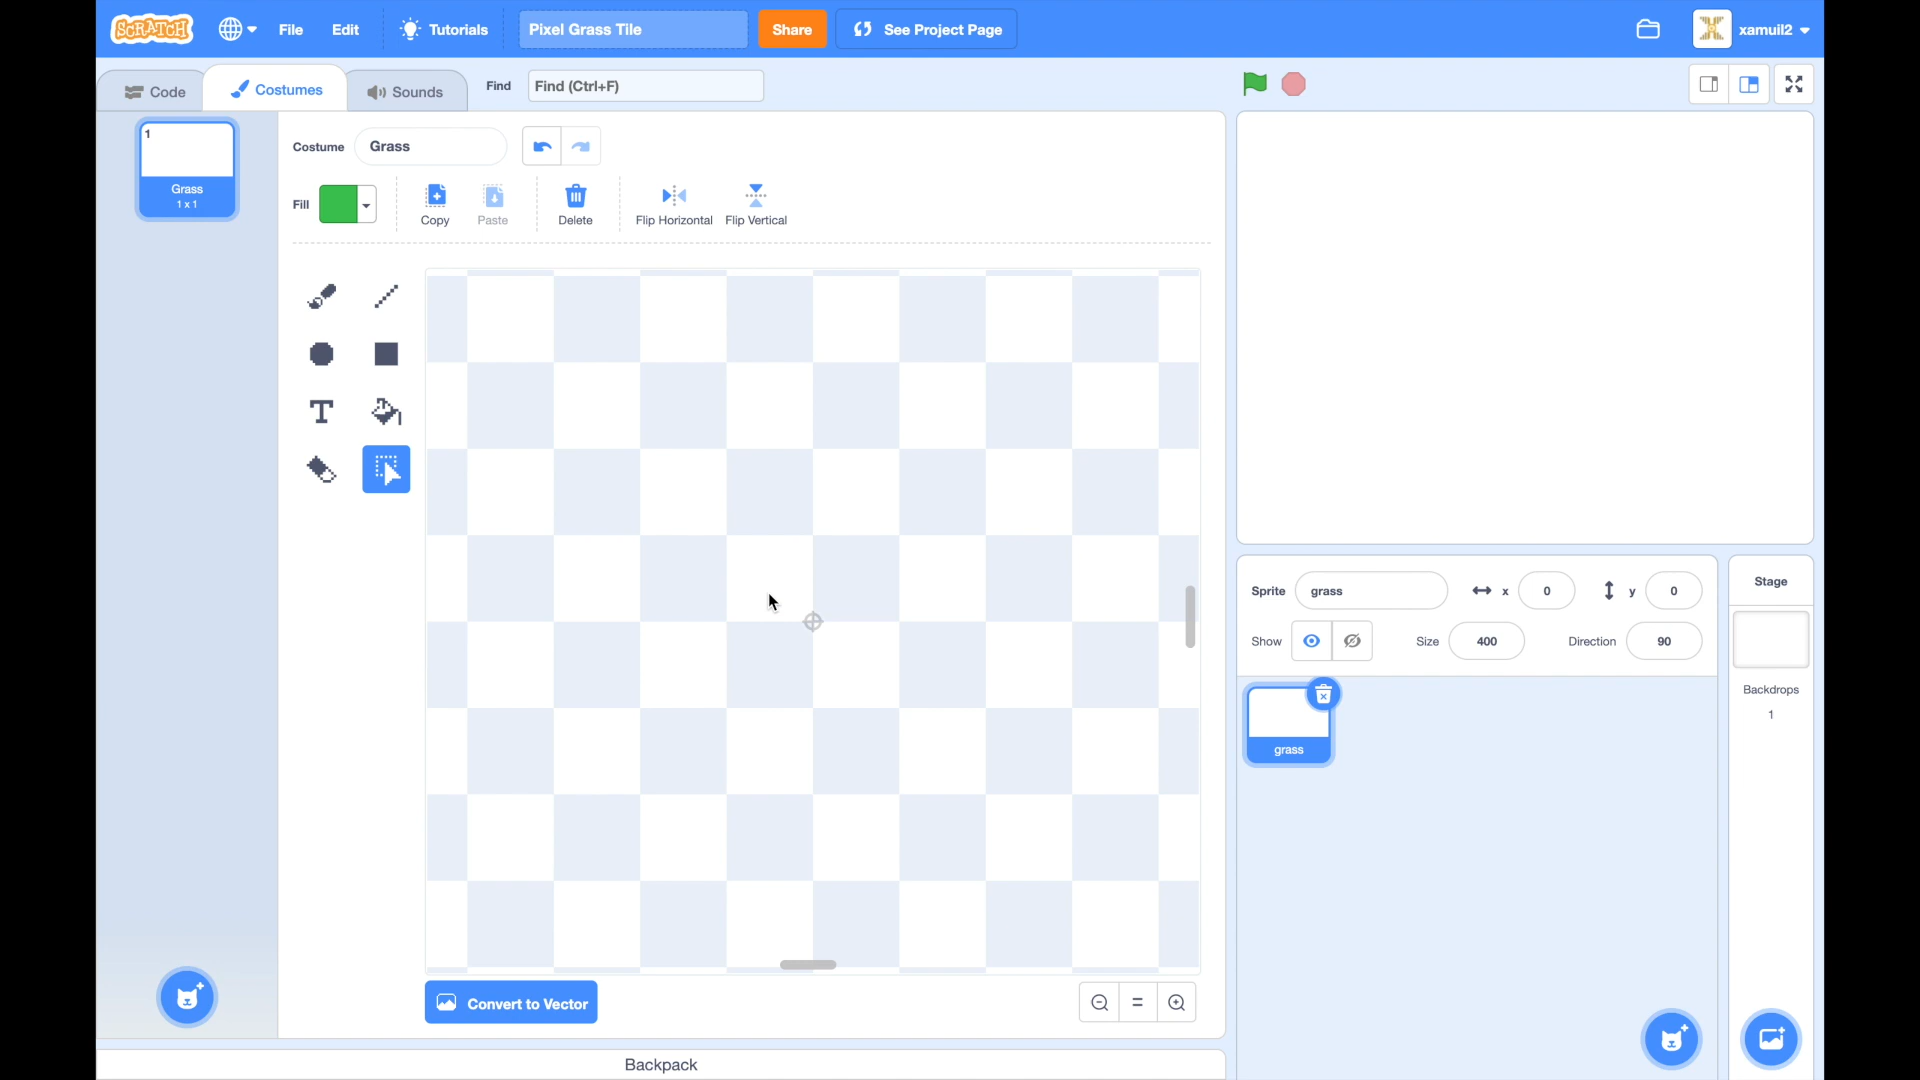 SCRATCH File Edit Tutorials Pixel Grass Tile Share See Project Page xamuil2
Code Costumes Sounds Find Find (Ctrl+F)
1
Grass
1 x 1
Costume Grass
Fill Copy Paste Delete Flip Horizontal Flip Vertical
T
Convert to Vector
Backpack
Sprite grass x 0 y 0
Show Size 400 Direction 90
grass
Stage
Backdrops
1